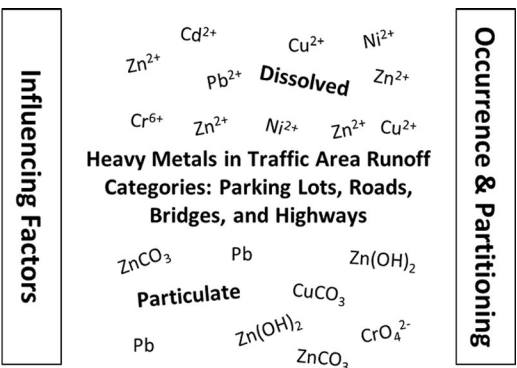 Influencing Factors
Cd²⁺
Cu²⁺
Ni²⁺
Zn²⁺
Pb²⁺
Dissolved
Zn²⁺
Cr⁶⁺
Zn²⁺
Ni²⁺
Zn²⁺
Cu²⁺
Heavy Metals in Traffic Area Runoff
Categories: Parking Lots, Roads,
Bridges, and Highways
ZnCO₃
Pb
Zn(OH)₂
Particulate
CuCO₃
Pb
Zn(OH)₂
CrO₄²⁻
ZnCO₃
Occurrence & Partitioning